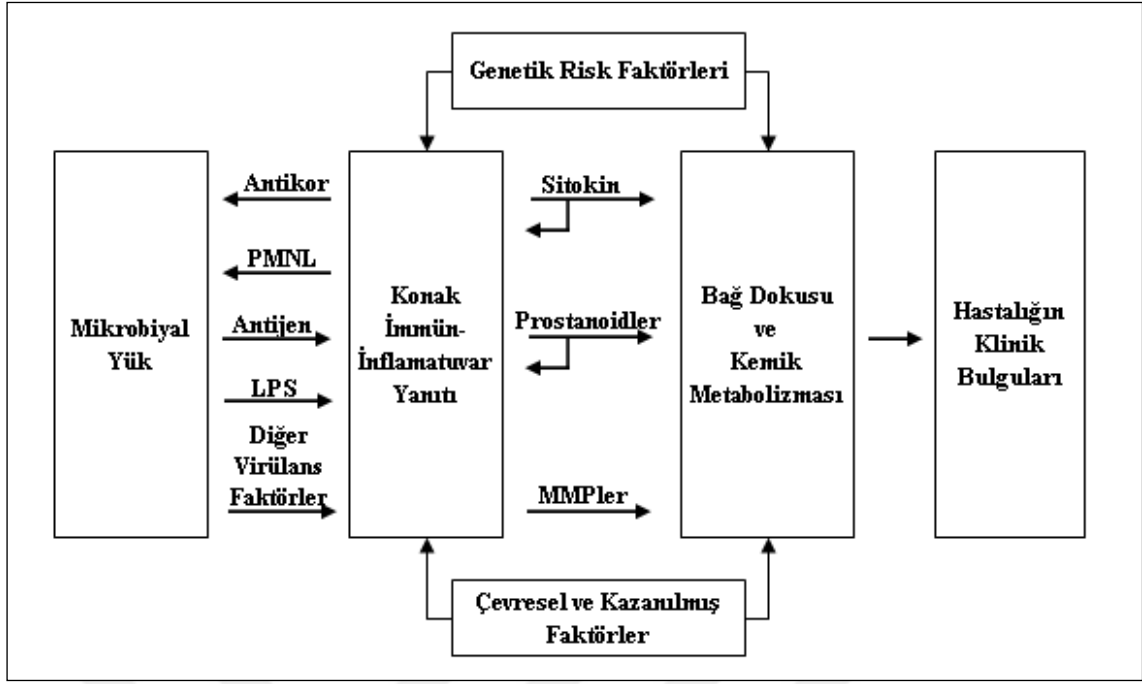 Genetik Risk Faktörleri
Mikrobiyal
Yük
Antikor
PMNL
Antijen
LPS
Diğer
Virülans
Faktörler
Konak
İmmün-
İnflamatuvar
Yanıtı
Sitokin
Prostanoidler
MMPler
Bağ Dokusu
ve
Kemik
Metabolizması
Hastalığın
Klinik
Bulguları
Çevresel ve Kazanılmış
Faktörler